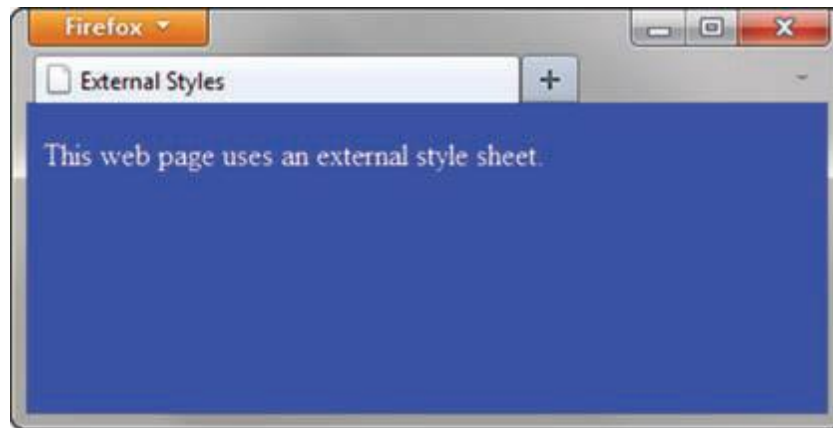 Firefox
External Styles
This web page uses an external style sheet.